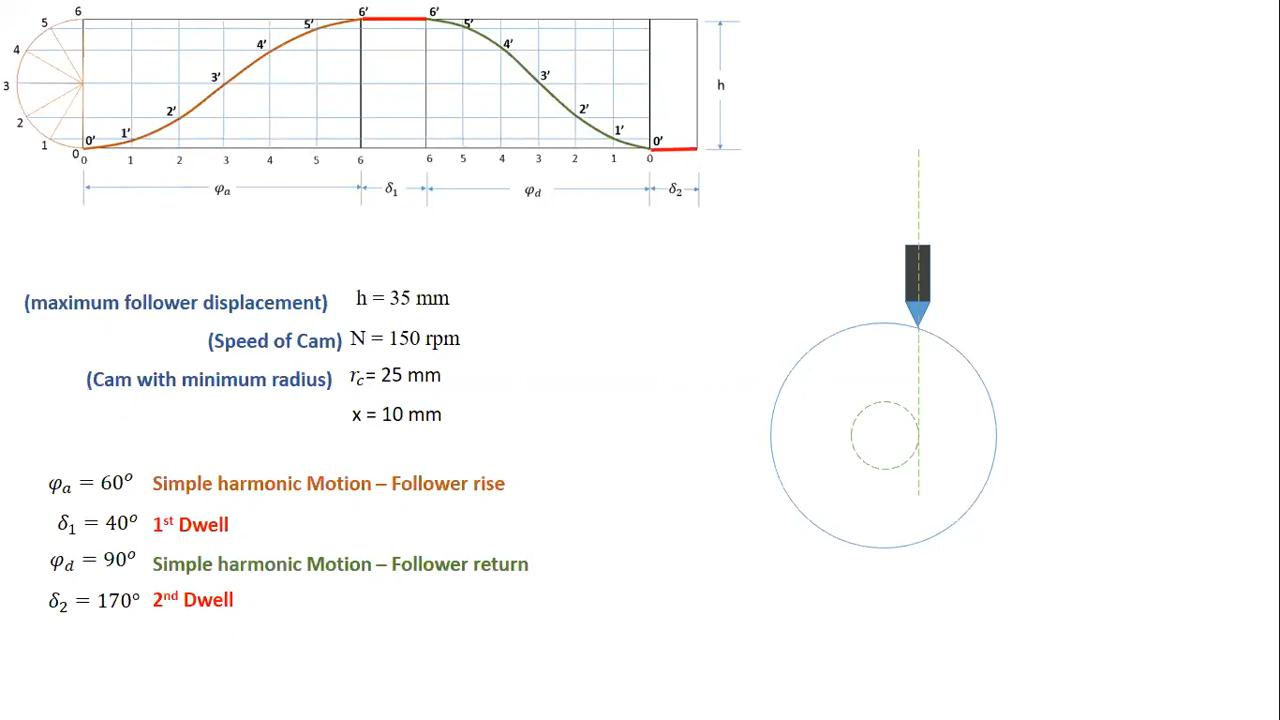 6
5
4
3
2
1
0
0'
1'
2'
3'
4'
5'
6'
6'
5'
4'
3'
2'
1'
0'
h
0 1 2 3 4 5 6 6 5 4 3 2 1 0
φₐ δ₁ φ_d δ₂
(maximum follower displacement) h = 35 mm
(Speed of Cam) N = 150 rpm
(Cam with minimum radius) r_c= 25 mm
x = 10 mm
φₐ = 60° Simple harmonic Motion – Follower rise
δ₁ = 40° 1st Dwell
φ_d = 90° Simple harmonic Motion – Follower return
δ₂ = 170° 2nd Dwell